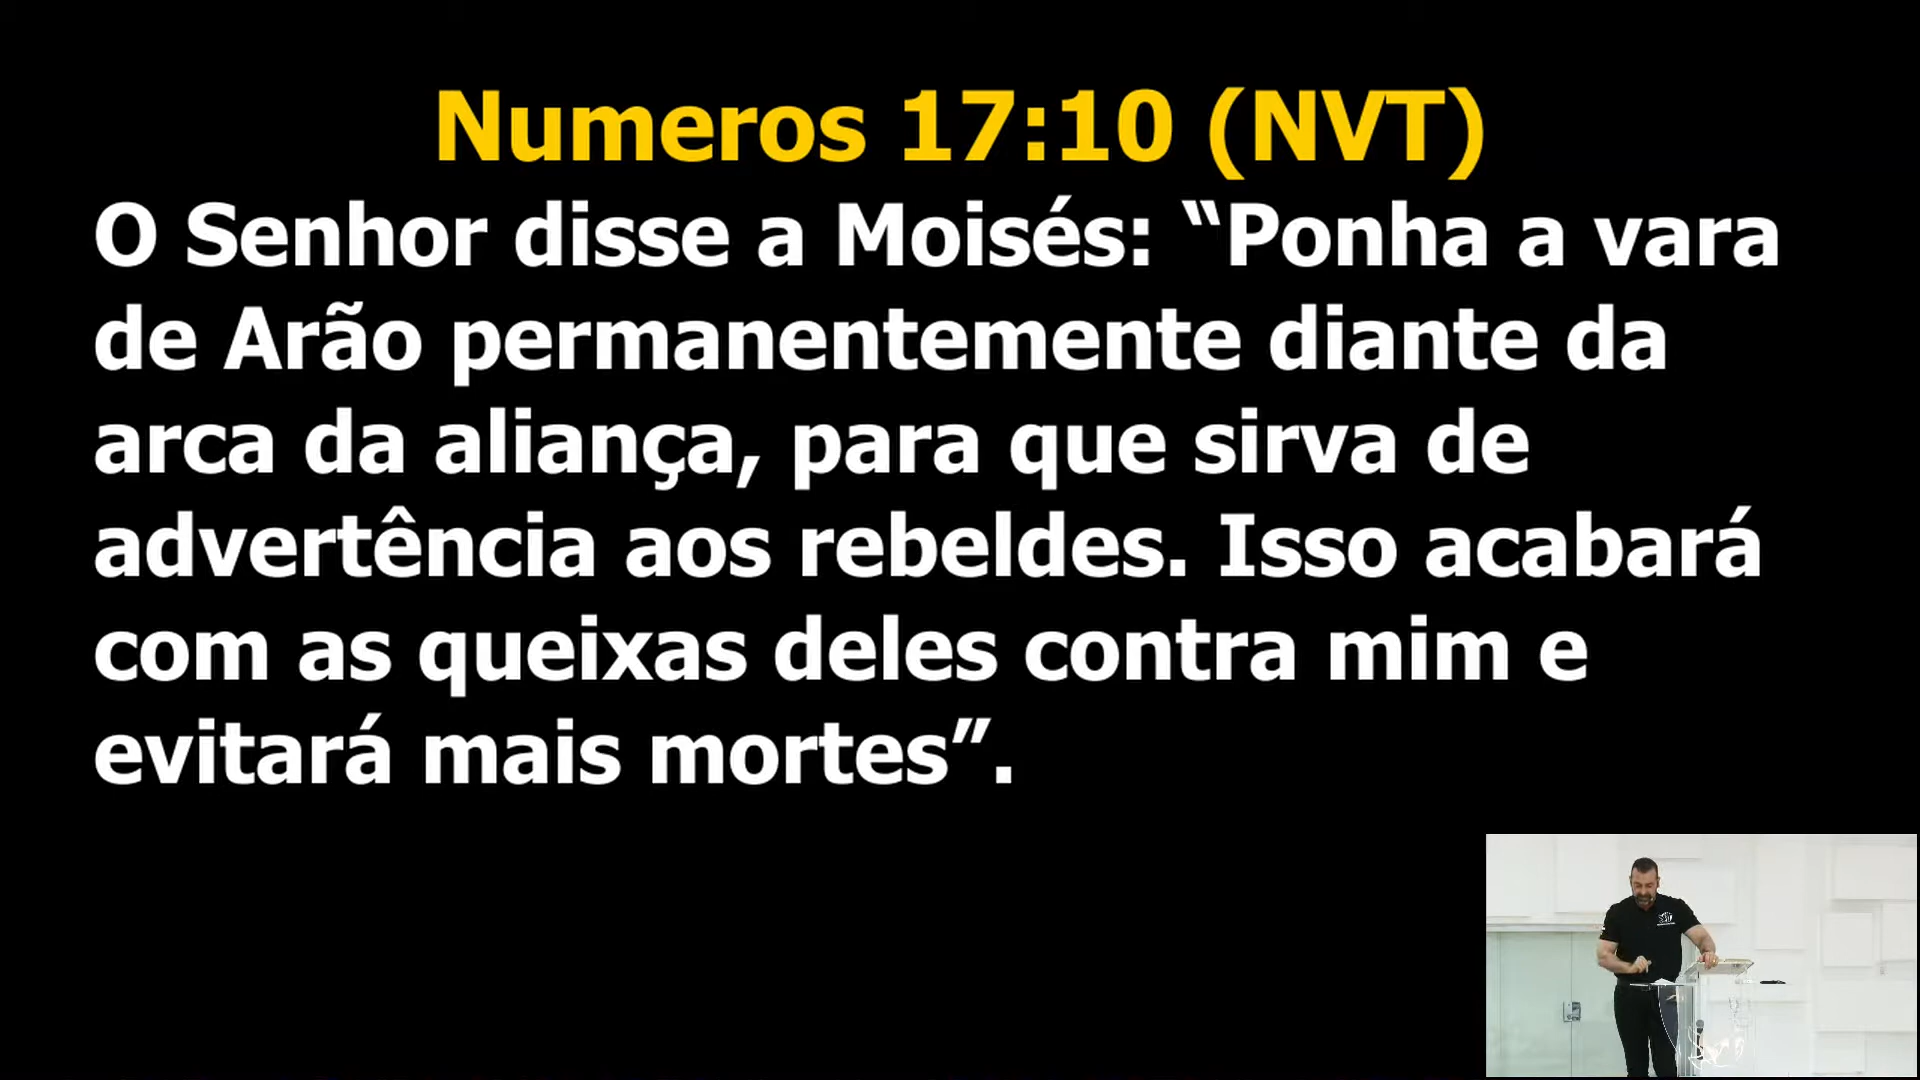 Numeros 17:10 (NVT)
O Senhor disse a Moisés: “Ponha a vara
de Arão permanentemente diante da
arca da aliança, para que sirva de
advertência aos rebeldes. Isso acabará
com as queixas deles contra mim e
evitará mais mortes”.